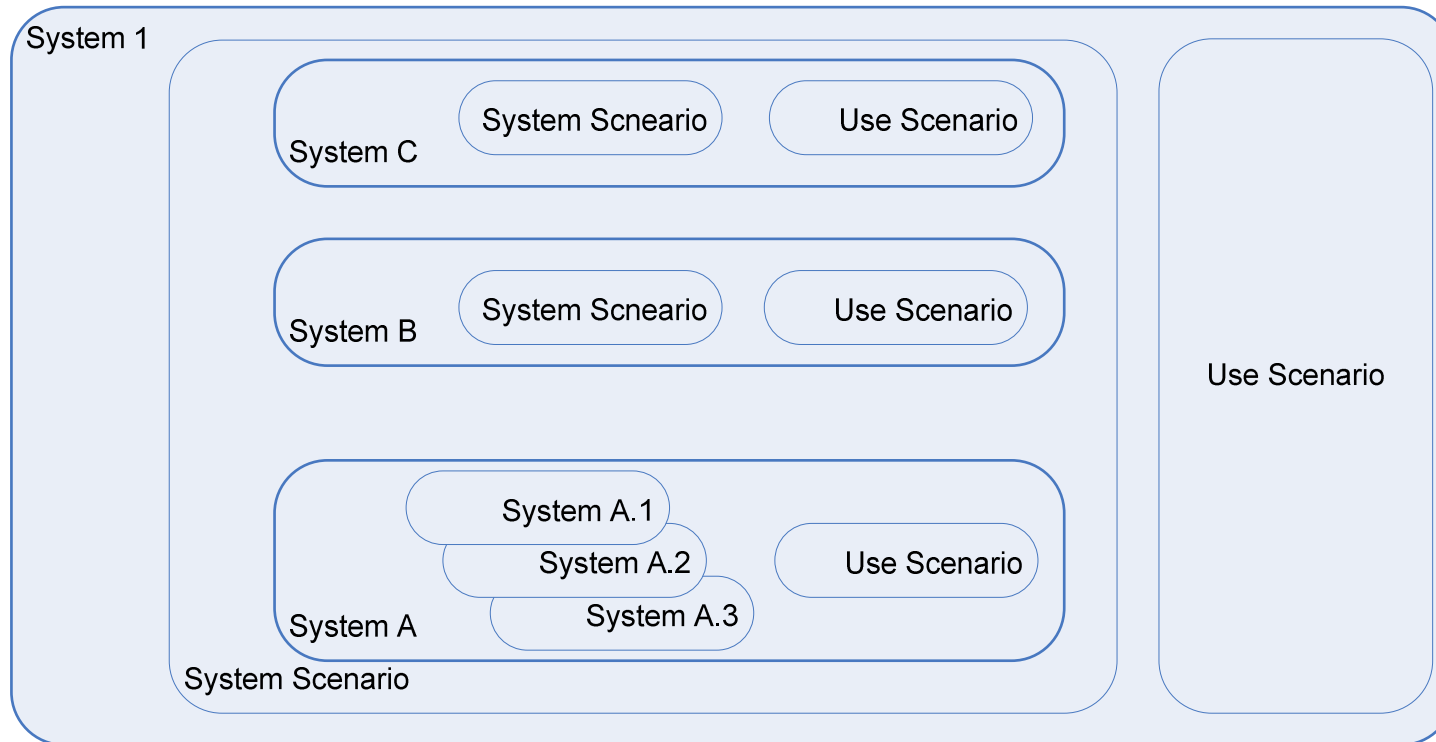 System 1
System Scneario
Use Scenario
System C
System Scneario
Use Scenario
System B
Use Scenario
System A.1
System A.2
Use Scenario
System A.3
System A
System Scenario